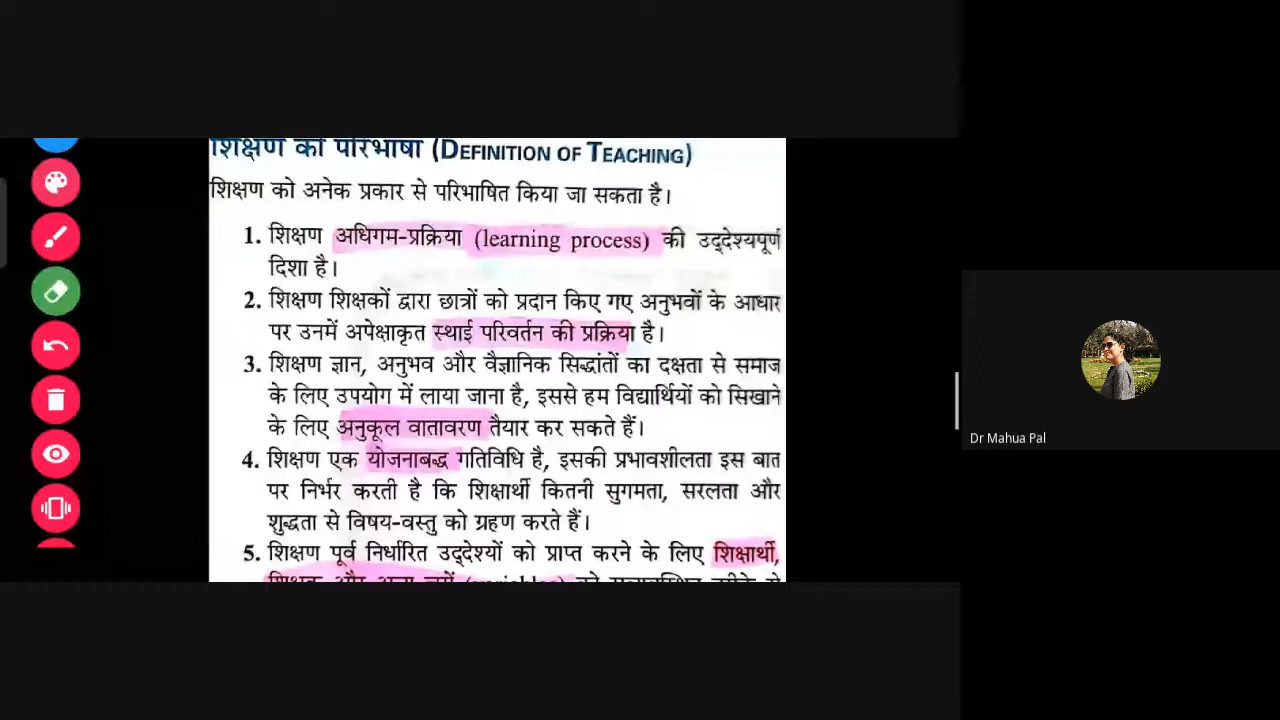 शिक्षण की परिभाषा (DEFINITION OF TEACHING)
शिक्षण को अनेक प्रकार से परिभाषित किया जा सकता है।
1. शिक्षण अधिगम-प्रक्रिया (learning process) की उद्देश्यपूर्ण
दिशा है।
2. शिक्षण शिक्षकों द्वारा छात्रों को प्रदान किए गए अनुभवों के आधार
पर उनमें अपेक्षाकृत स्थाई परिवर्तन की प्रक्रिया है।
3. शिक्षण ज्ञान, अनुभव और वैज्ञानिक सिद्धांतों का दक्षता से समाज
के लिए उपयोग में लाया जाना है, इससे हम विद्यार्थियों को सिखाने
के लिए अनुकूल वातावरण तैयार कर सकते हैं।
4. शिक्षण एक योजनाबद्ध गतिविधि है, इसकी प्रभावशीलता इस बात
पर निर्भर करती है कि शिक्षार्थी कितनी सुगमता, सरलता और
शुद्धता से विषय-वस्तु को ग्रहण करते हैं।
5. शिक्षण पूर्व निर्धारित उद्देश्यों को प्राप्त करने के लिए शिक्षार्थी,
शिक्षक और अन्य
Dr Mahua Pal